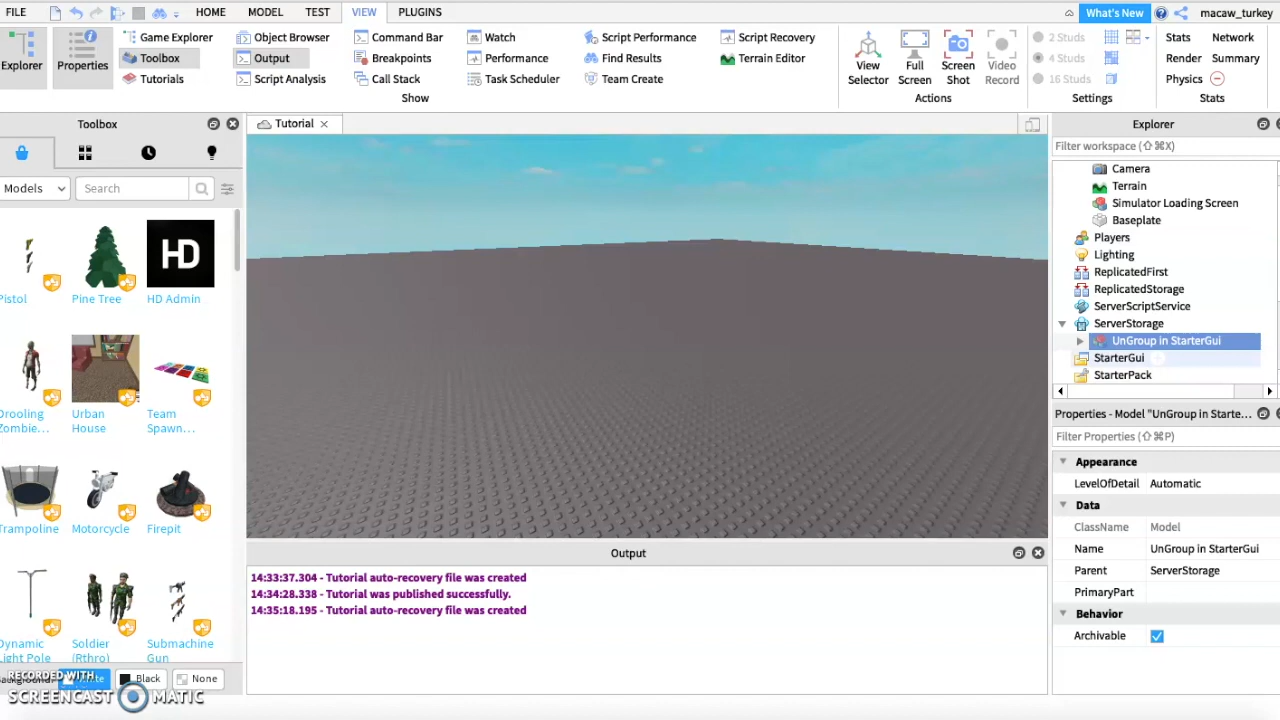 FILE HOME MODEL TEST VIEW PLUGINS What's New macaw_turkey
Explorer
Properties
Game Explorer
Toolbox
Tutorials
Object Browser
Output
Script Analysis
Command Bar
Breakpoints
Call Stack
Watch
Performance
Task Scheduler
Script Performance
Find Results
Team Create
Script Recovery
Terrain Editor
Show
View
Selector
Full
Screen
Screen
Shot
Video
Record
Actions
2 Studs
4 Studs
16 Studs
Settings
Stats Network
Render Summary
Physics
Stats
Toolbox
Models
Search
Pistol
Pine Tree
HD
HD Admin
Drooling
Zombie...
Urban
House
Team
Spawn...
Trampoline
Motorcycle
Firepit
Dynamic
Light Pole
Soldier
(Rthro)
Submachine
Gun
Black
None
RECORDED WITH
SCREENCAST MATIC
Tutorial
Output
14:33:37.304 - Tutorial auto-recovery file was created
14:34:28.338 - Tutorial was published successfully.
14:35:18.195 - Tutorial auto-recovery file was created
Explorer
Filter workspace (⇧⌘X)
Camera
Terrain
Simulator Loading Screen
Baseplate
Players
Lighting
ReplicatedFirst
ReplicatedStorage
ServerScriptService
ServerStorage
UnGroup in StarterGui
StarterGui
StarterPack
Properties - Model "UnGroup in Starte...
Filter Properties (⇧⌘P)
Appearance
LevelOfDetail Automatic
Data
ClassName Model
Name UnGroup in StarterGui
Parent ServerStorage
PrimaryPart
Behavior
Archivable